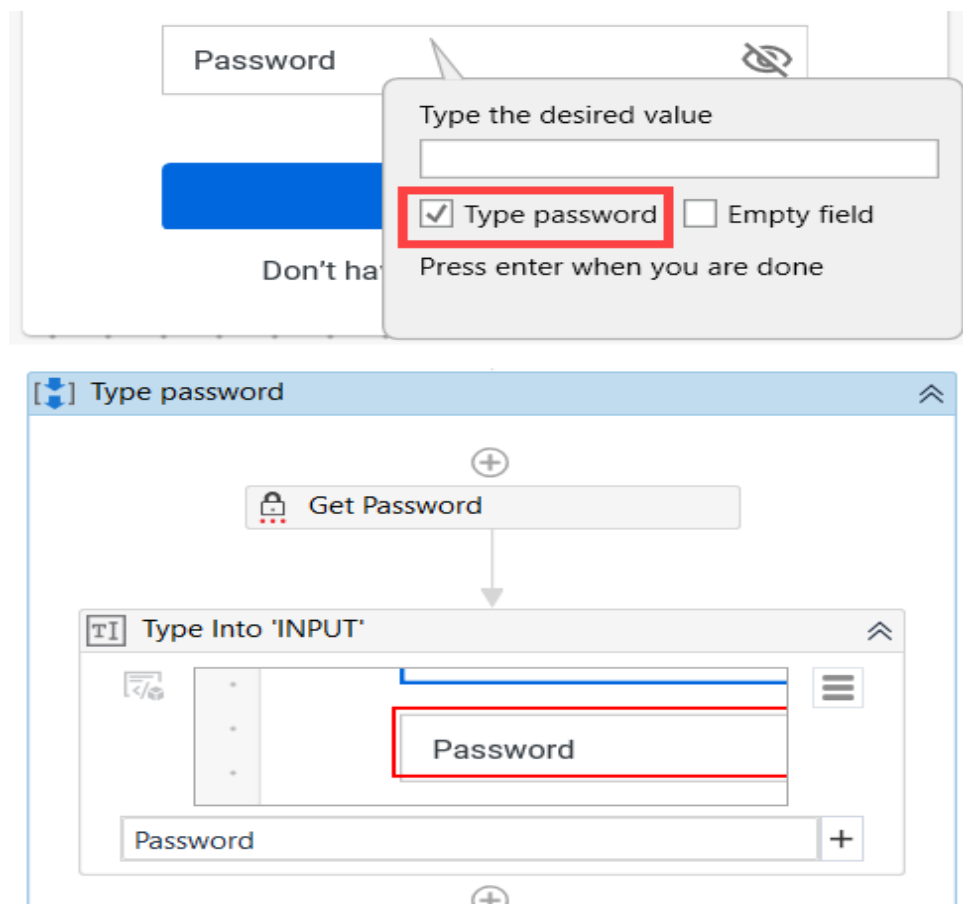 Password
Type the desired value
Type password Empty field
Don't ha
Press enter when you are done
Type password
Get Password
TI Type Into 'INPUT'
Password
Password